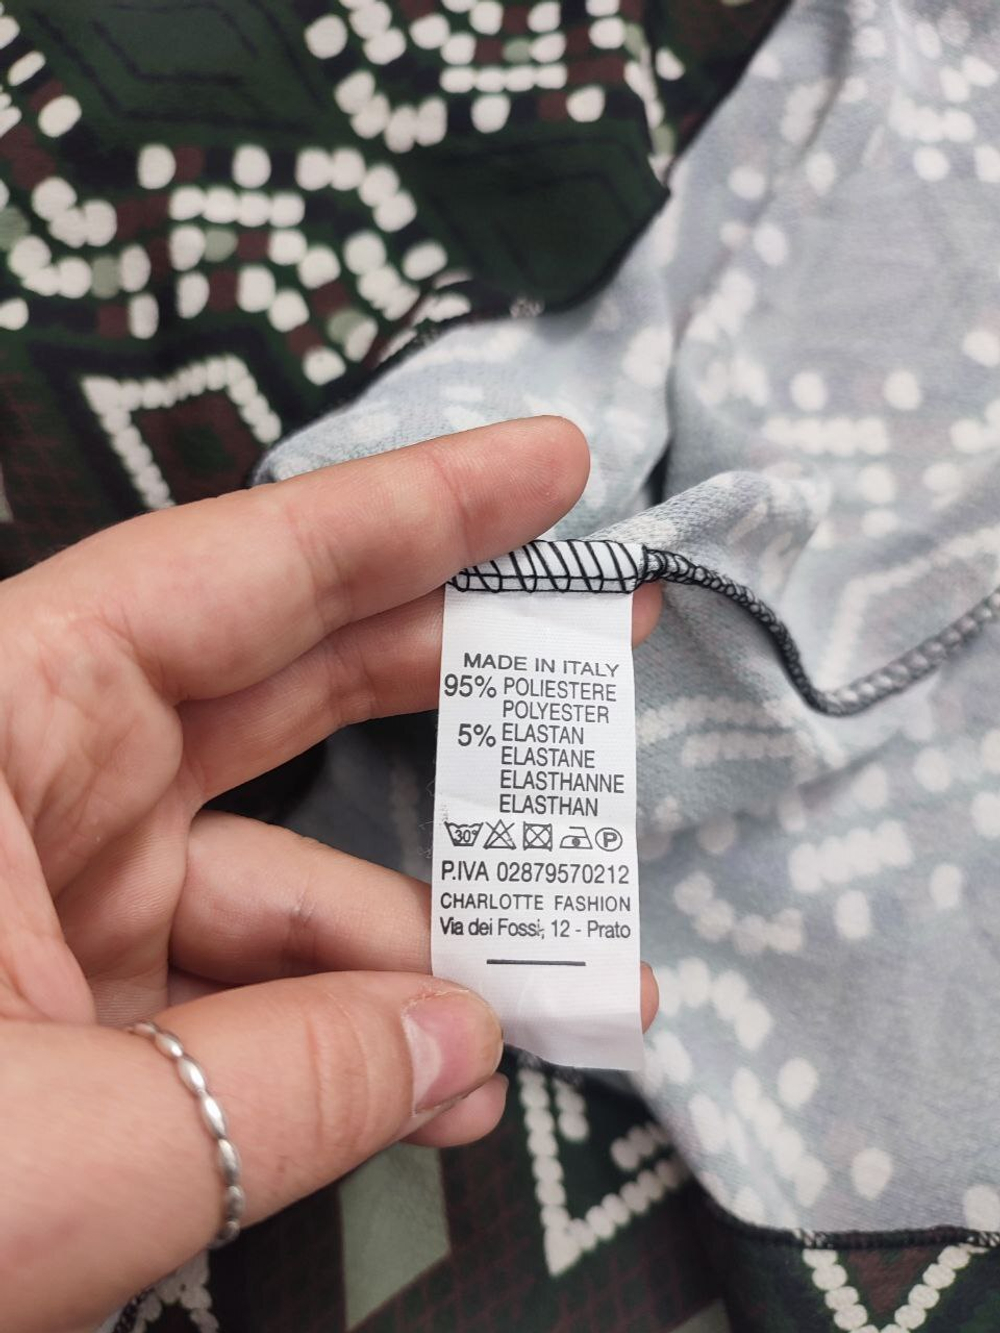 MADE IN ITALY
95% POLIESTERE
POLYESTER
5% ELASTAN
ELASTANE
ELASTHANNE
ELASTHAN
30° P
P.IVA 02879570212
CHARLOTTE FASHION
Via dei Fossi, 12 - Prato